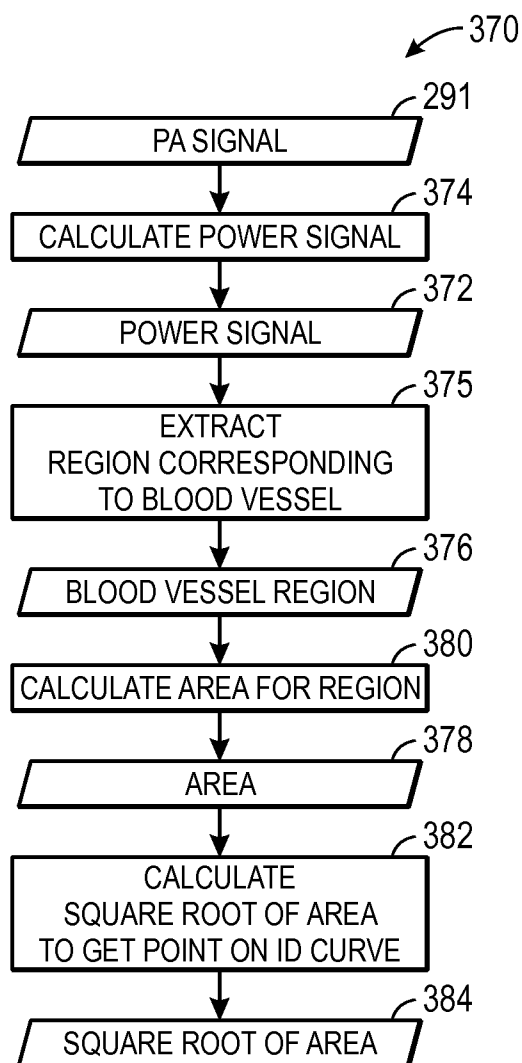 370
291
PA SIGNAL
374
CALCULATE POWER SIGNAL
372
POWER SIGNAL
375
EXTRACT
REGION CORRESPONDING
TO BLOOD VESSEL
376
BLOOD VESSEL REGION
380
CALCULATE AREA FOR REGION
378
AREA
382
CALCULATE
SQUARE ROOT OF AREA
TO GET POINT ON ID CURVE
384
SQUARE ROOT OF AREA